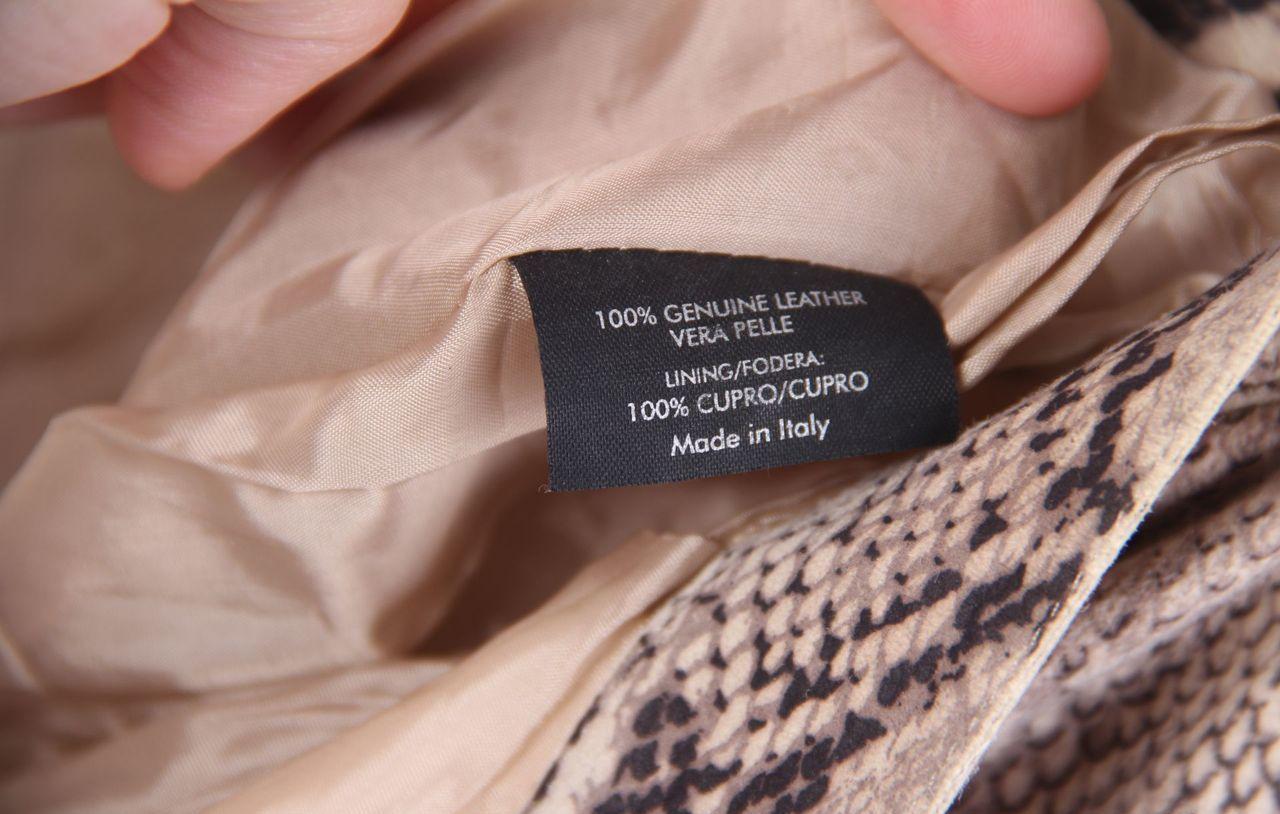 100% GENUINE LEATHER
VERA PELLE
LINING/FODERA:
100% CUPRO/CUPRO
Made in Italy